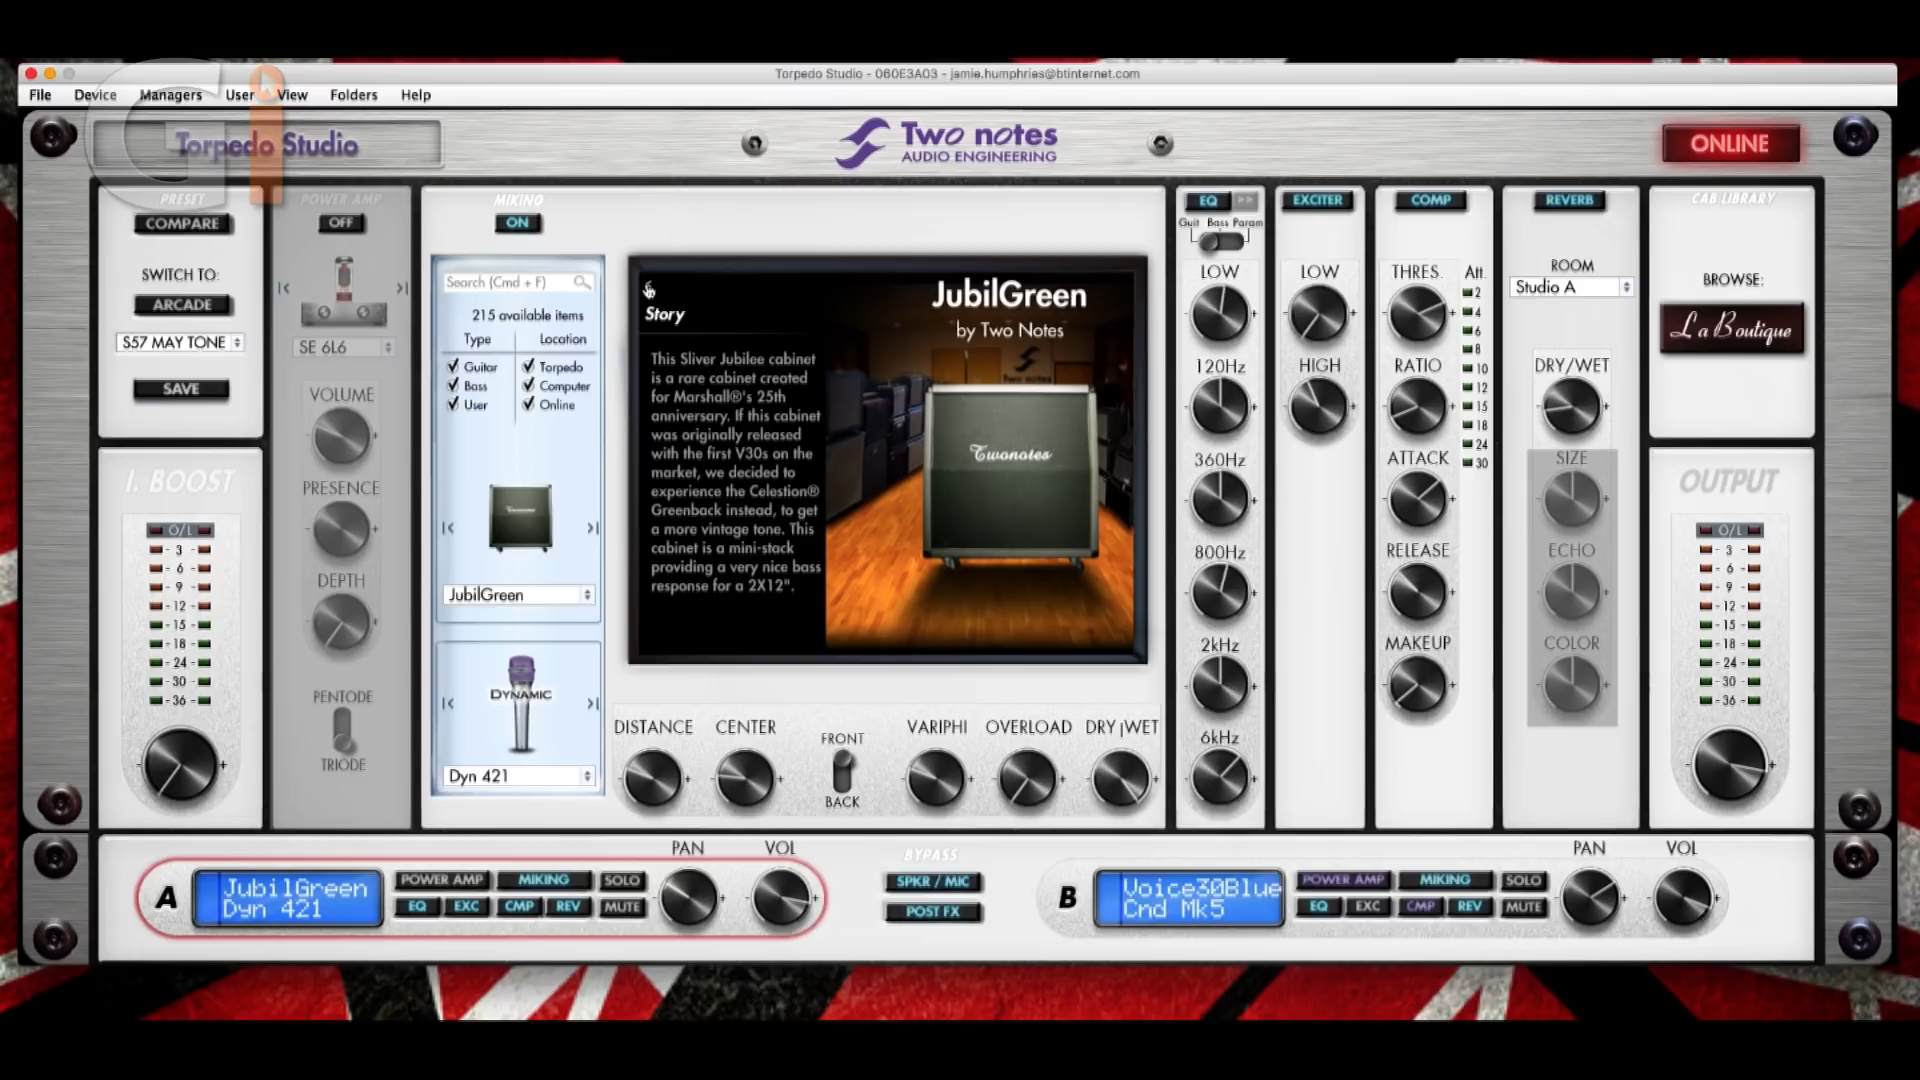 Torpedo Studio - 060E3A03 - jamie.humphries@btinternet.com
File Device Managers User View Folders Help
Gi
Torpedo Studio
Two notes
AUDIO ENGINEERING
ONLINE
PRESET
COMPARE
SWITCH TO:
ARCADE
S57 MAY TONE
SAVE
I. BOOST
O/L
3
6
9
12
15
18
24
30
36
POWER AMP
OFF
SE 6L6
VOLUME
PRESENCE
DEPTH
PENTODE
TRIODE
MIKING
ON
Search (Cmd + F)
215 available items
Type Location
Guitar Torpedo
Bass Computer
User Online
Twonotes
JubilGreen
DYNAMIC
Dyn 421
Story
This Sliver Jubilee cabinet
is a rare cabinet created
for Marshall®'s 25th
anniversary. If this cabinet
was originally released
with the first V30s on the
market, we decided to
experience the Celestion®
Greenback instead, to get
a more vintage tone. This
cabinet is a mini-stack
providing a very nice bass
response for a 2X12".
JubilGreen
by Two Notes
Two notes
Twonotes
DISTANCE CENTER
FRONT
BACK
VARIPHI OVERLOAD DRY|WET
EQ >>
Guit Bass Param
LOW
120Hz
360Hz
800Hz
2kHz
6kHz
EXCITER
LOW
HIGH
COMP
THRES.
RATIO
ATTACK
RELEASE
MAKEUP
Att.
2
4
6
8
10
12
15
18
24
30
REVERB
ROOM
Studio A
DRY/WET
SIZE
ECHO
COLOR
CAB LIBRARY
BROWSE:
La Boutique
OUTPUT
O/L
3
6
9
12
15
18
24
30
36
A
JubilGreen
Dyn 421
POWER AMP MIKING SOLO
EQ EXC CMP REV MUTE
PAN VOL
BYPASS
SPKR / MIC
POST FX
B
Voice30Blue
Cnd Mk5
POWER AMP MIKING SOLO
EQ EXC CMP REV MUTE
PAN VOL